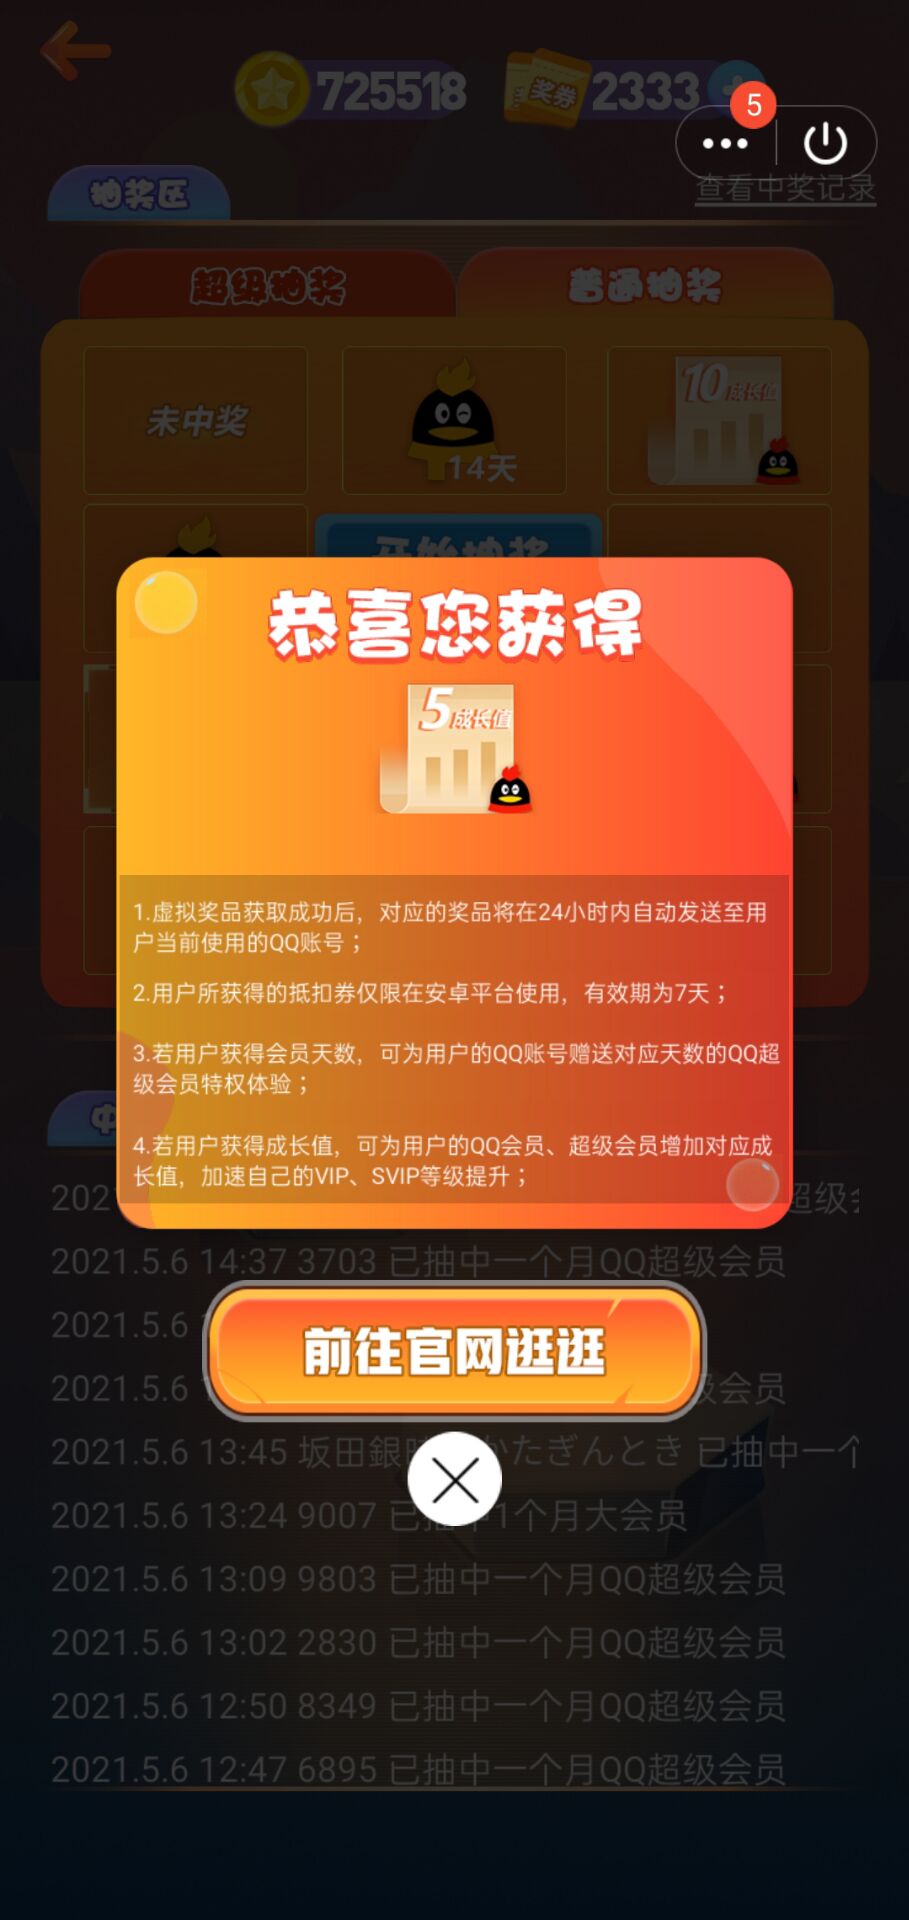 725518
奖券
2333
5
查看中奖记录
抽奖区
超级抽奖
普通抽奖
未中奖
14天
10成长值
开始抽奖
恭喜您获得
5成长值
1.虚拟奖品获取成功后，对应的奖品将在24小时内自动发送至用
户当前使用的QQ账号；
2.用户所获得的抵扣券仅限在安卓平台使用，有效期为7天；
3.若用户获得会员天数，可为用户的QQ账号赠送对应天数的QQ超
级会员特权体验；
4.若用户获得成长值，可为用户的QQ会员、超级会员增加对应成
长值，加速自己的VIP、SVIP等级提升；
中
202 超级会
2021.5.6 14:37 3703 已抽中一个月QQ超级会员
2021.5.6
2021.5.6 级会员
前往官网逛逛
2021.5.6 13:45 坂田銀 かたぎんとき 已抽中一个
2021.5.6 13:24 9007 已抽中1个月大会员
2021.5.6 13:09 9803 已抽中一个月QQ超级会员
2021.5.6 13:02 2830 已抽中一个月QQ超级会员
2021.5.6 12:50 8349 已抽中一个月QQ超级会员
2021.5.6 12:47 6895 已抽中一个月QQ超级会员